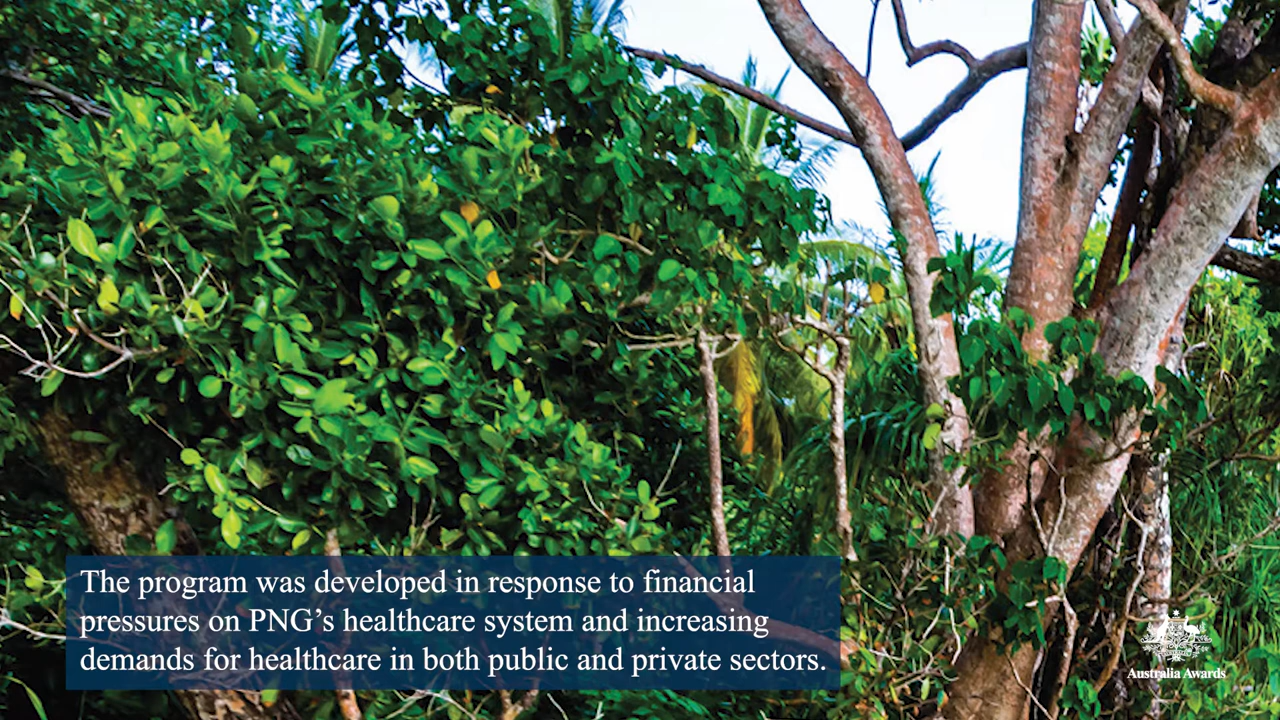 The program was developed in response to financial
pressures on PNG’s healthcare system and increasing
demands for healthcare in both public and private sectors.
Australia Awards